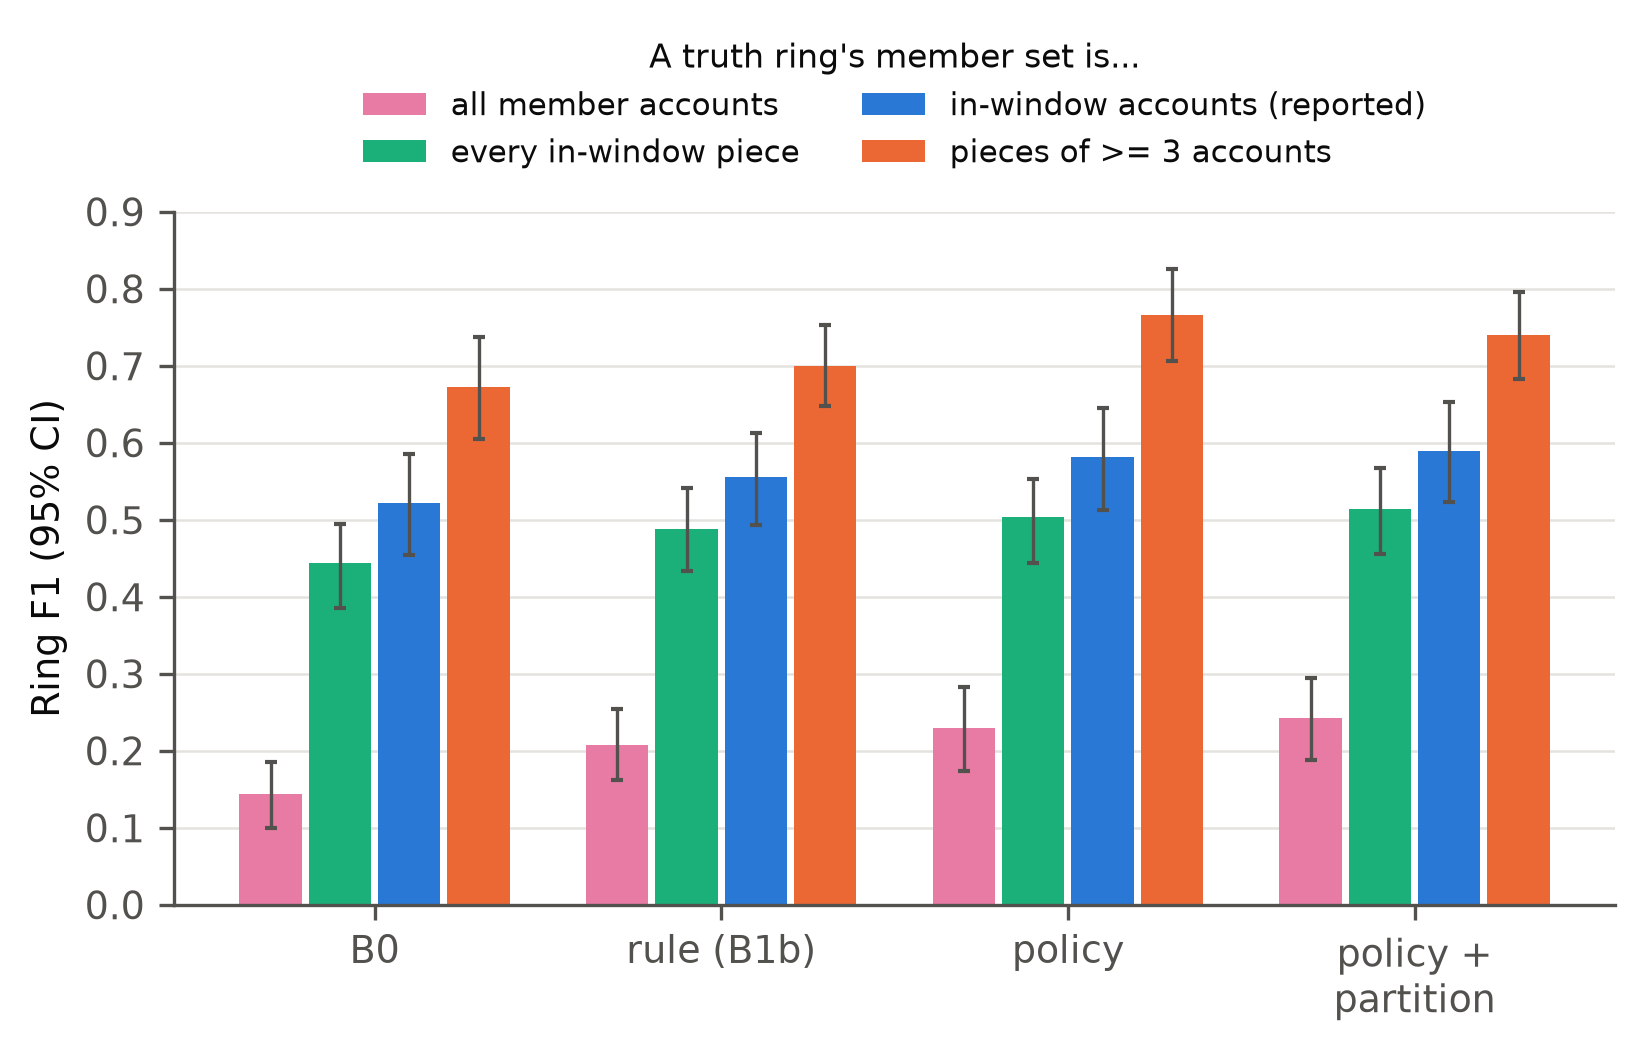 A truth ring's member set is...
all member accounts
in-window accounts (reported)
every in-window piece
pieces of >= 3 accounts
Ring F1 (95% CI)
0.9
0.8
0.7
0.6
0.5
0.4
0.3
0.2
0.1
0.0
B0
rule (B1b)
policy
policy +
partition